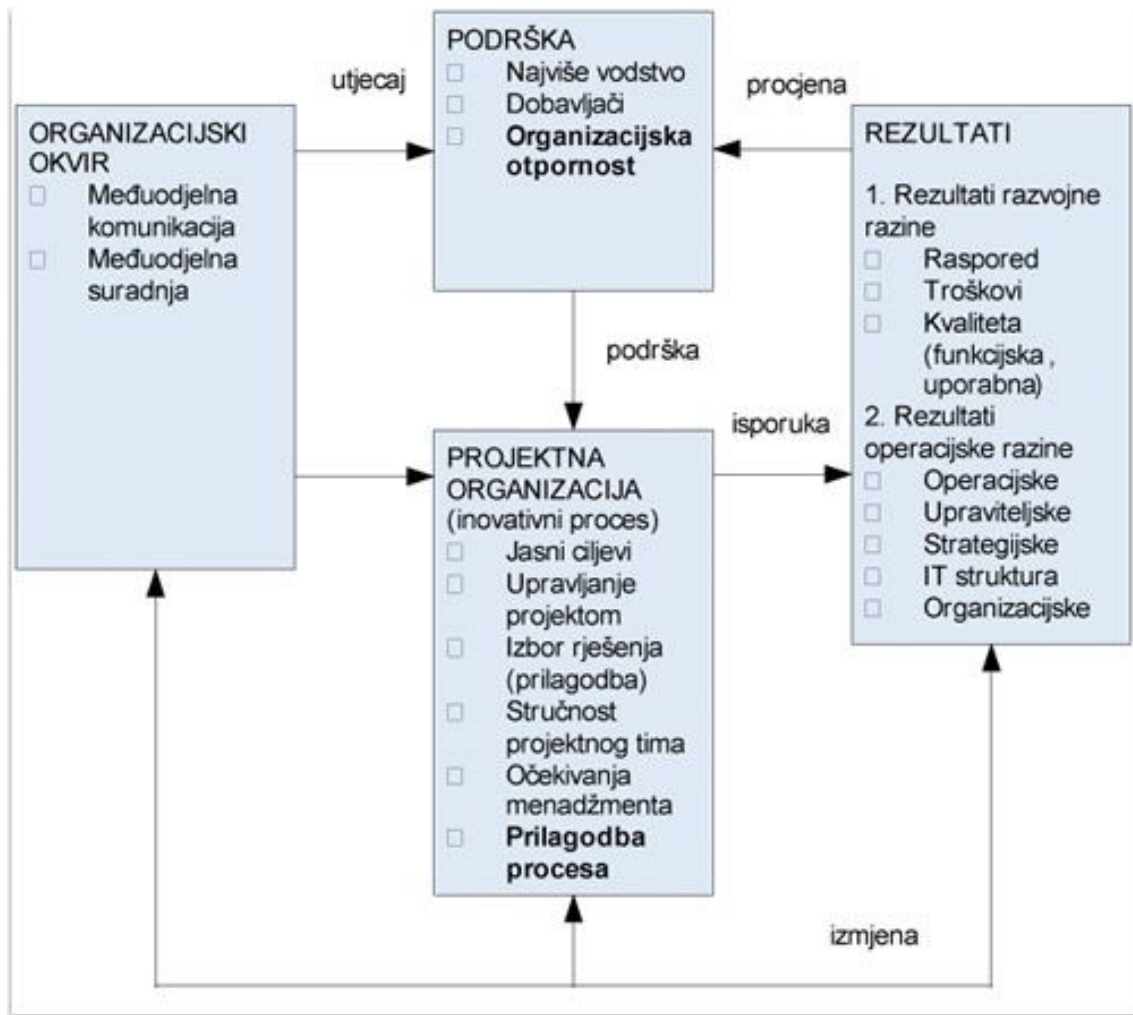 utjecaj
PODRŠKA
Najviše vodstvo
Dobavljači
Organizacijska
otpornost
procjena
ORGANIZACIJSKI
OKVIR
Međuodjelna
komunikacija
Međuodjelna
suradnja
REZULTATI
1. Rezultati razvojne
razine
Raspored
Troškovi
Kvaliteta
(funkcijska ,
uporabna)
2. Rezultati
operacijske razine
Operacijske
Upraviteljske
Strategijske
IT struktura
Organizacijske
podrška
isporuka
PROJEKTNA
ORGANIZACIJA
(inovativni proces)
Jasni ciljevi
Upravljanje
projektom
Izbor rješenja
(prilagodba)
Stručnost
projektnog tima
Očekivanja
menadžmenta
Prilagodba
procesa
izmjena